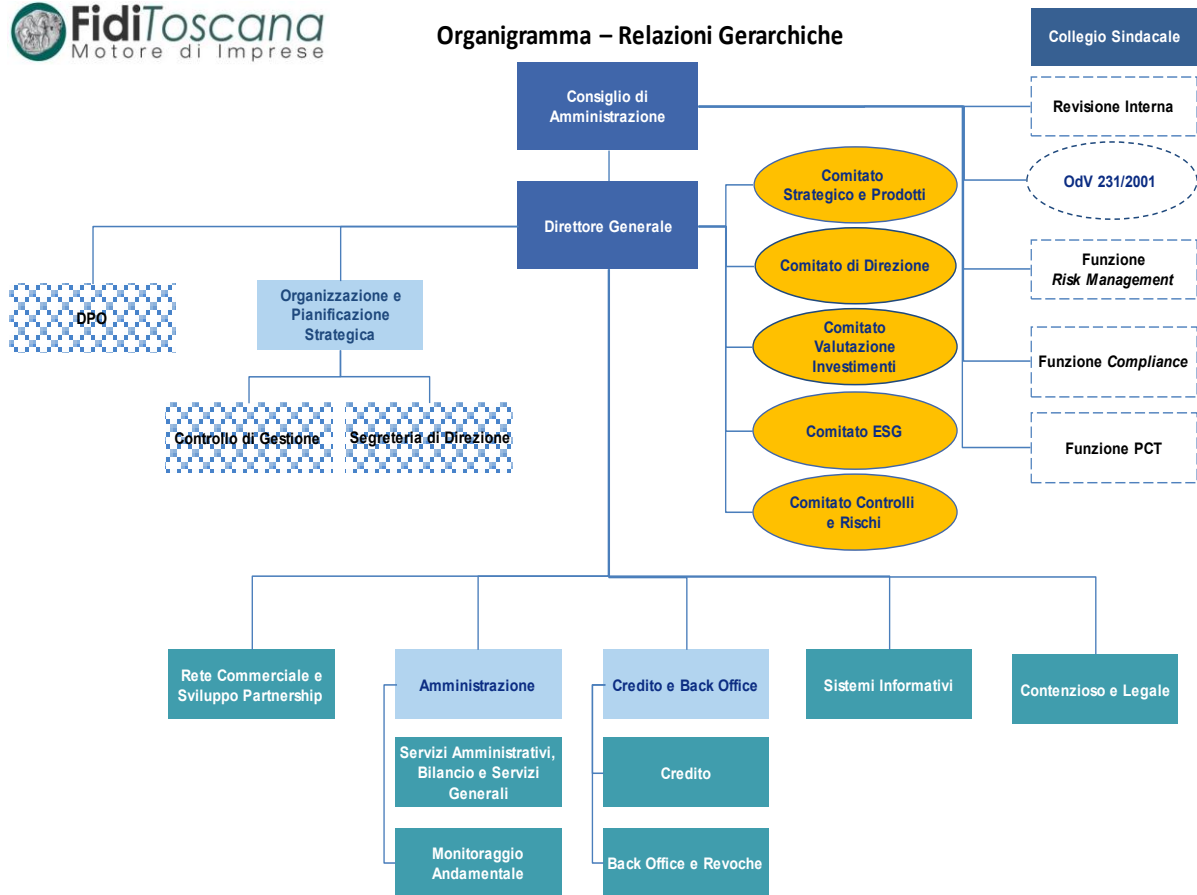 FidiToscana
Motore di Imprese
Organigramma – Relazioni Gerarchiche
Collegio Sindacale
Consiglio di
Amministrazione
Revisione Interna
Comitato
Strategico e Prodotti
OdV 231/2001
Direttore Generale
Comitato di Direzione
Funzione
Risk Management
DPO
Organizzazione e
Pianificazione
Strategica
Comitato
Valutazione
Investimenti
Funzione Compliance
Controllo di Gestione
Segreteria di Direzione
Comitato ESG
Funzione PCT
Comitato Controlli
e Rischi
Rete Commerciale e
Sviluppo Partnership
Amministrazione
Credito e Back Office
Sistemi Informativi
Contenzioso e Legale
Servizi Amministrativi,
Bilancio e Servizi
Generali
Credito
Monitoraggio
Andamentale
Back Office e Revoche